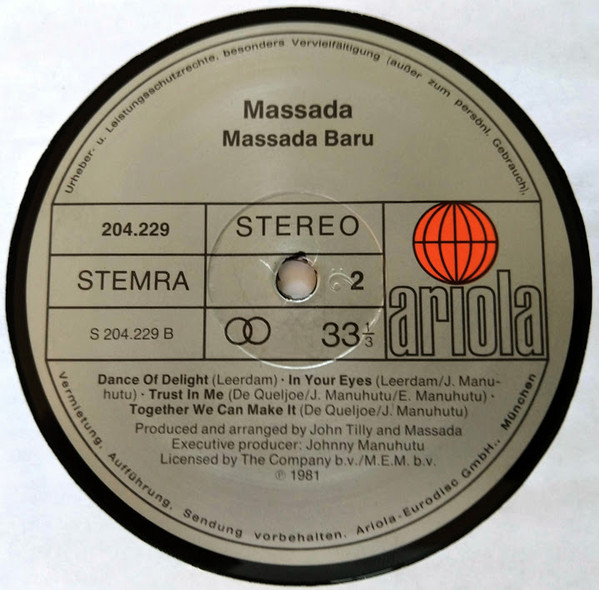 Urheber- u. Leistungsschutzrechte, besonders Vervielfältigung (außer zum persönl. Gebrauch),
Massada
Massada Baru
204.229
STEREO
STEMRA
2
S 204.229 B
33 1/3
ariola
Dance Of Delight (Leerdam) · In Your Eyes (Leerdam/J. Manu-
hutu) · Trust In Me (De Queljoe/J. Manuhutu/E. Manuhutu) ·
Together We Can Make It (De Queljoe/J. Manuhutu)
Produced and arranged by John Tilly and Massada
Executive producer: Johnny Manuhutu
Licensed by The Company b.v./M.E.M. b.v.
℗ 1981
Vermietung, Aufführung, Sendung vorbehalten. Ariola-Eurodisc GmbH., München